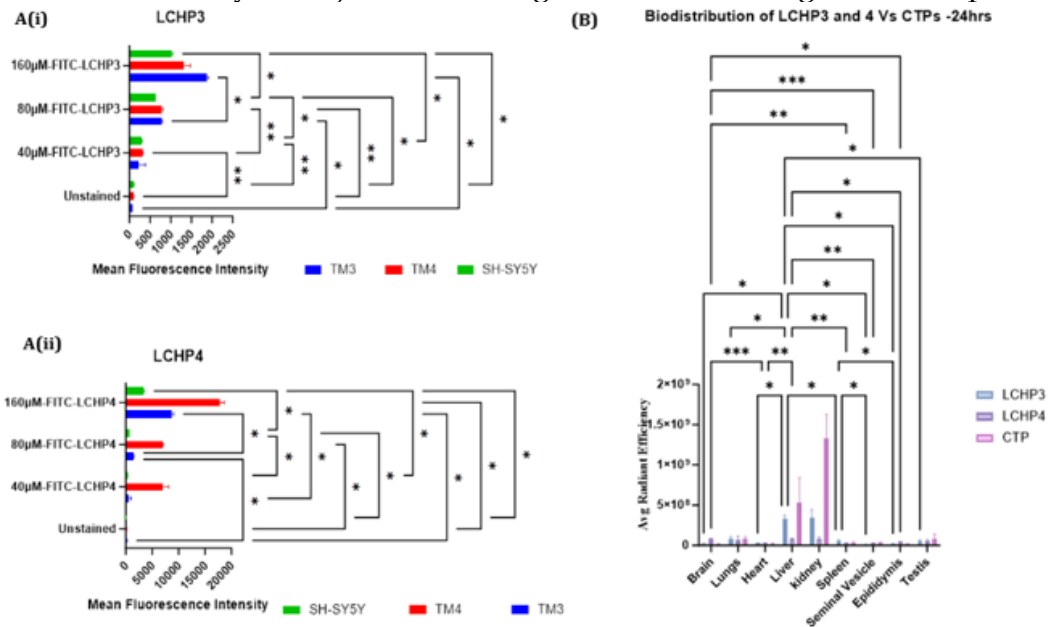 A(i)
LCHP3
160μM-FITC-LCHP3
80μM-FITC-LCHP3
40μM-FITC-LCHP3
Unstained
0
500
1000
1500
2000
2500
Mean Fluorescence Intensity
TM3
TM4
SH-SY5Y
*
*
*
*
**
**
**
*
**
*
*
*
*
A(ii)
LCHP4
160μM-FITC-LCHP4
80μM-FITC-LCHP4
40μM-FITC-LCHP4
Unstained
0
5000
10000
15000
20000
Mean Fluorescence Intensity
SH-SY5Y
TM4
TM3
*
*
*
*
*
*
*
*
*
*
(B)
Biodistribution of LCHP3 and 4 Vs CTPs -24hrs
*
***
**
*
*
*
**
*
*
*
**
***
**
*
*
*
*
2×10⁹
1.5×10⁹
1×10⁹
5×10⁸
0
Avg Radiant Efficiency
Brain
Lungs
Heart
Liver
kidney
Spleen
Seminal Vesicle
Epididymis
Testis
LCHP3
LCHP4
CTP